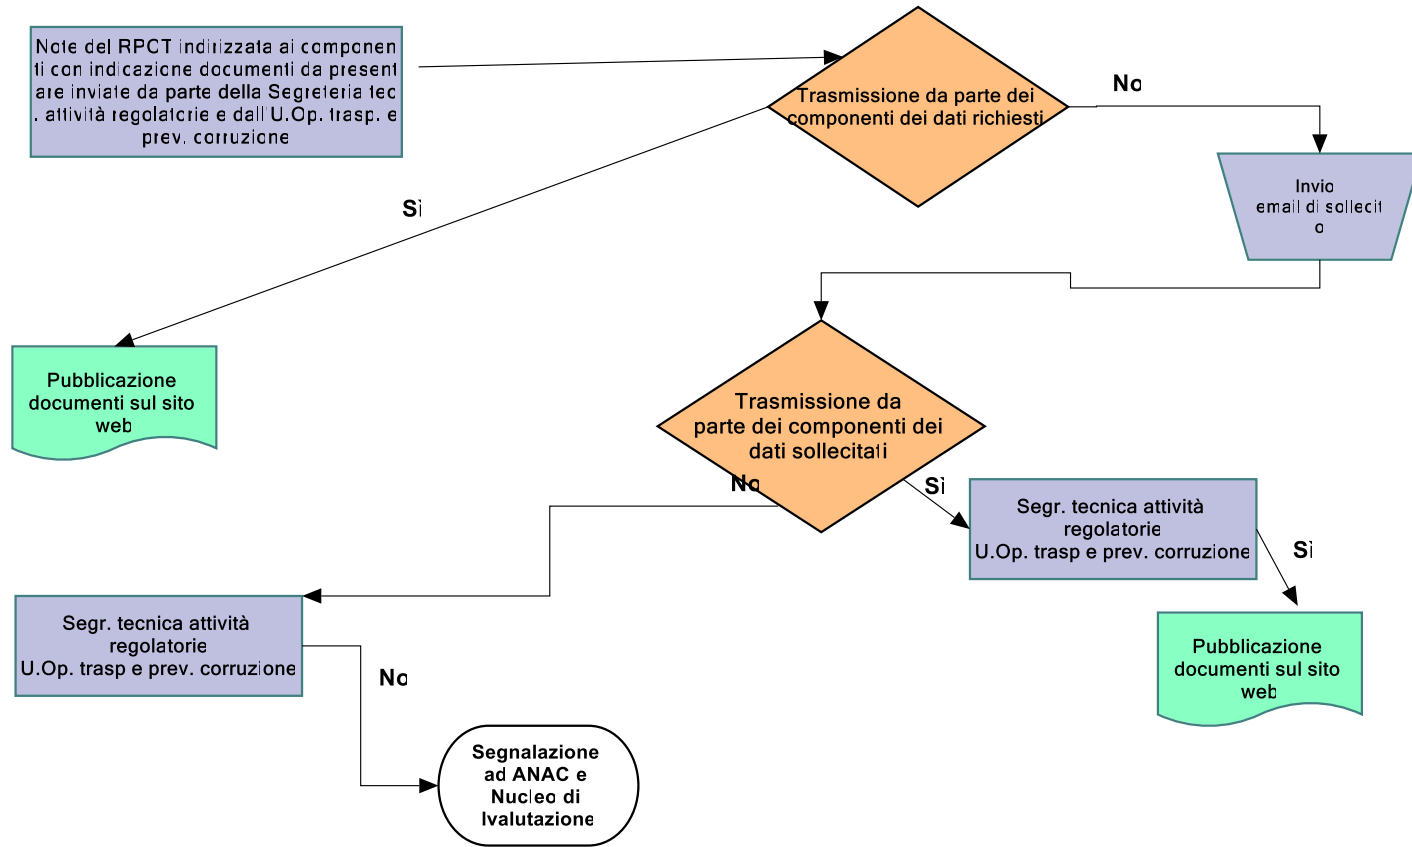 Note del RPCT indirizzata ai componen
ti con indicazione documenti da present
are inviate da parte della Segreteria tec
. attività regolatorie e dall'U.Op. trasp. e
prev. corruzione
Trasmissione da parte dei
componenti dei dati richiesti
No
Invio
email di sollecit
o
Sì
Pubblicazione
documenti sul sito
web
Trasmissione da
parte dei componenti dei
dati sollecitati
No
Sì
Segr. tecnica attività
regolatorie
U.Op. trasp e prev. corruzione
Sì
Pubblicazione
documenti sul sito
web
Segr. tecnica attività
regolatorie
U.Op. trasp e prev. corruzione
No
Segnalazione
ad ANAC e
Nucleo di
lvalutazione